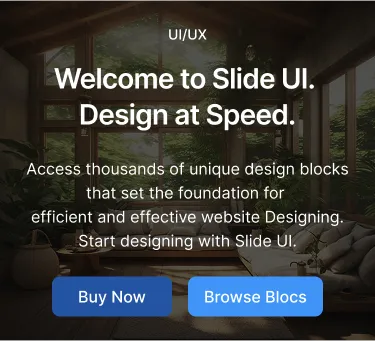 UI/UX
Welcome to Slide UI.
Design at Speed.
Access thousands of unique design blocks
that set the foundation for
efficient and effective website Designing.
Start designing with Slide UI.
Buy Now
Browse Blocs